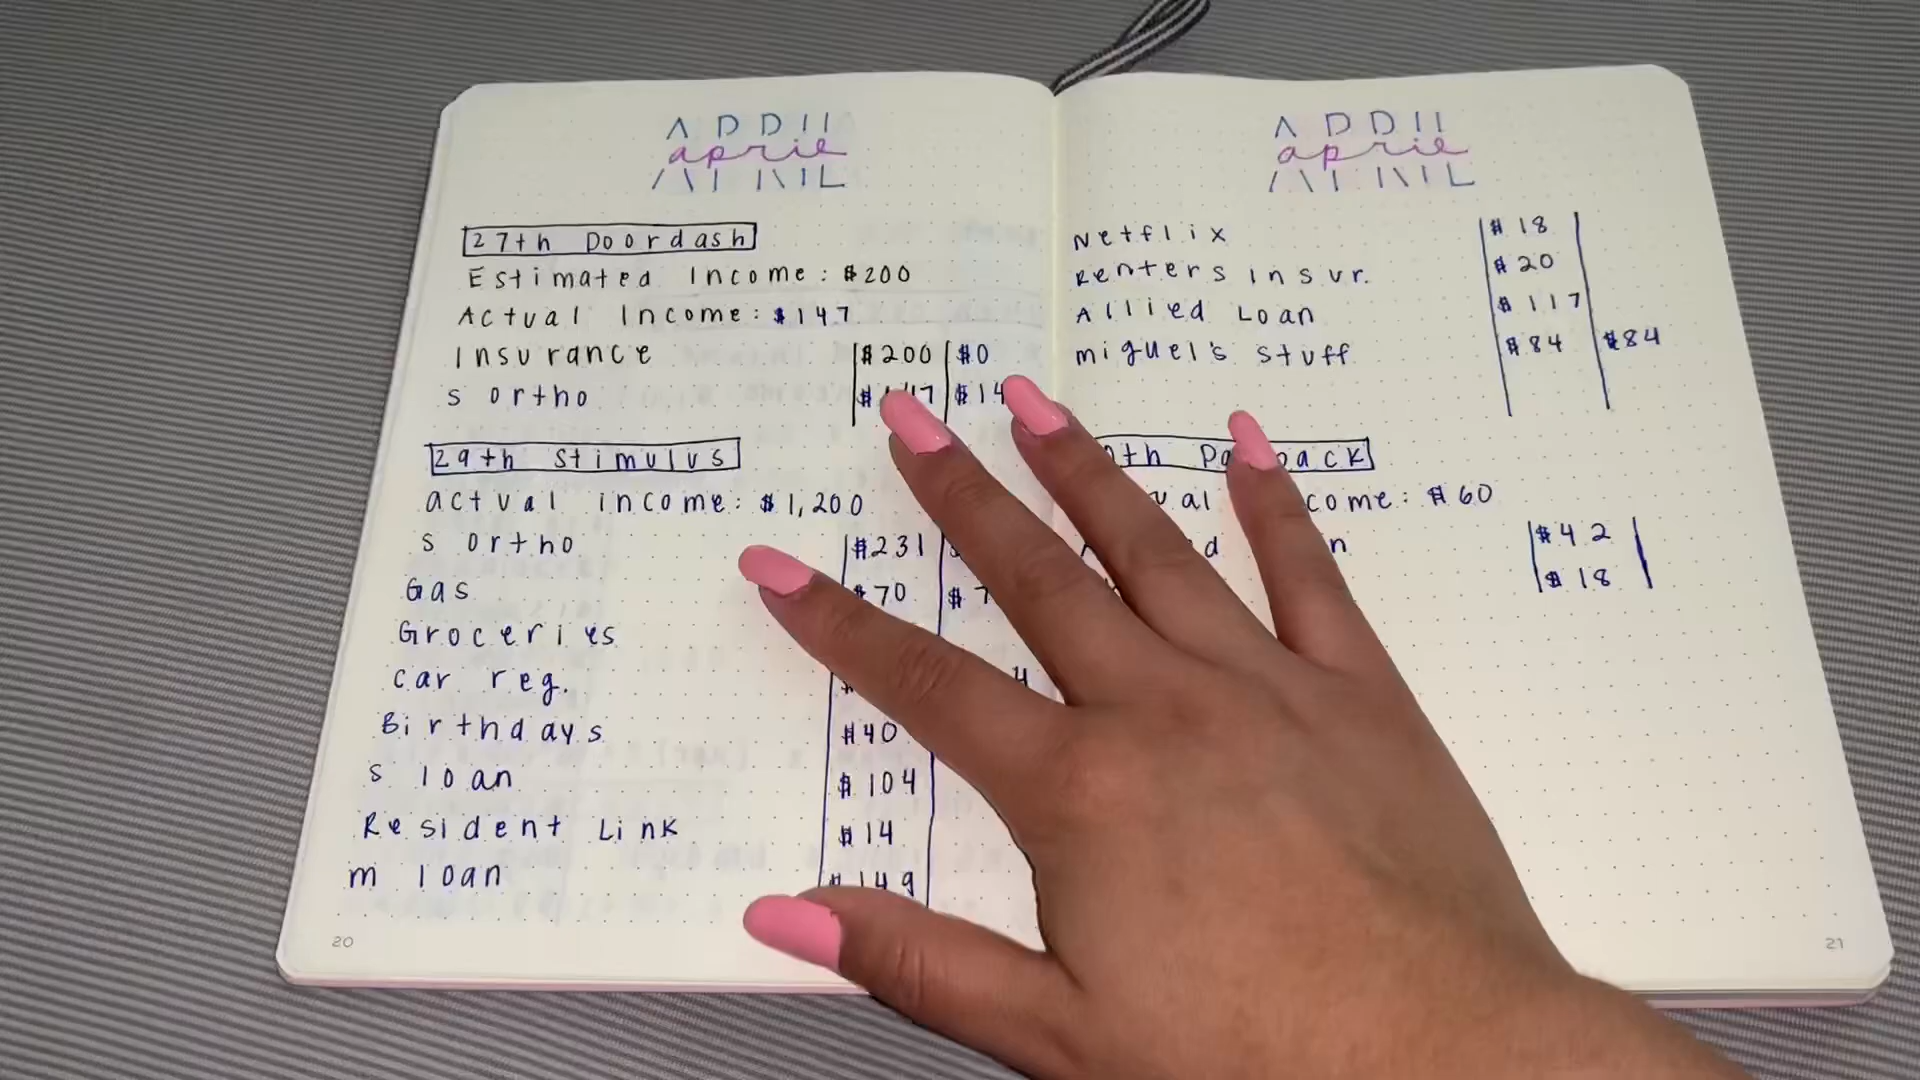 april
27th Doordash
Estimated Income: $200
Actual Income: $147
Insurance $200 $0
S ortho
29th Stimulus
actual income: $1,200
S ortho $231
Gas $70
Groceries
car reg.
Birthdays $40
S loan $104
Resident Link $14
m loan $149
20
april
Netflix $18
Renters Insur. $20
Allied Loan $117
miguel's stuff $84 $84
$60
$42
$18
21